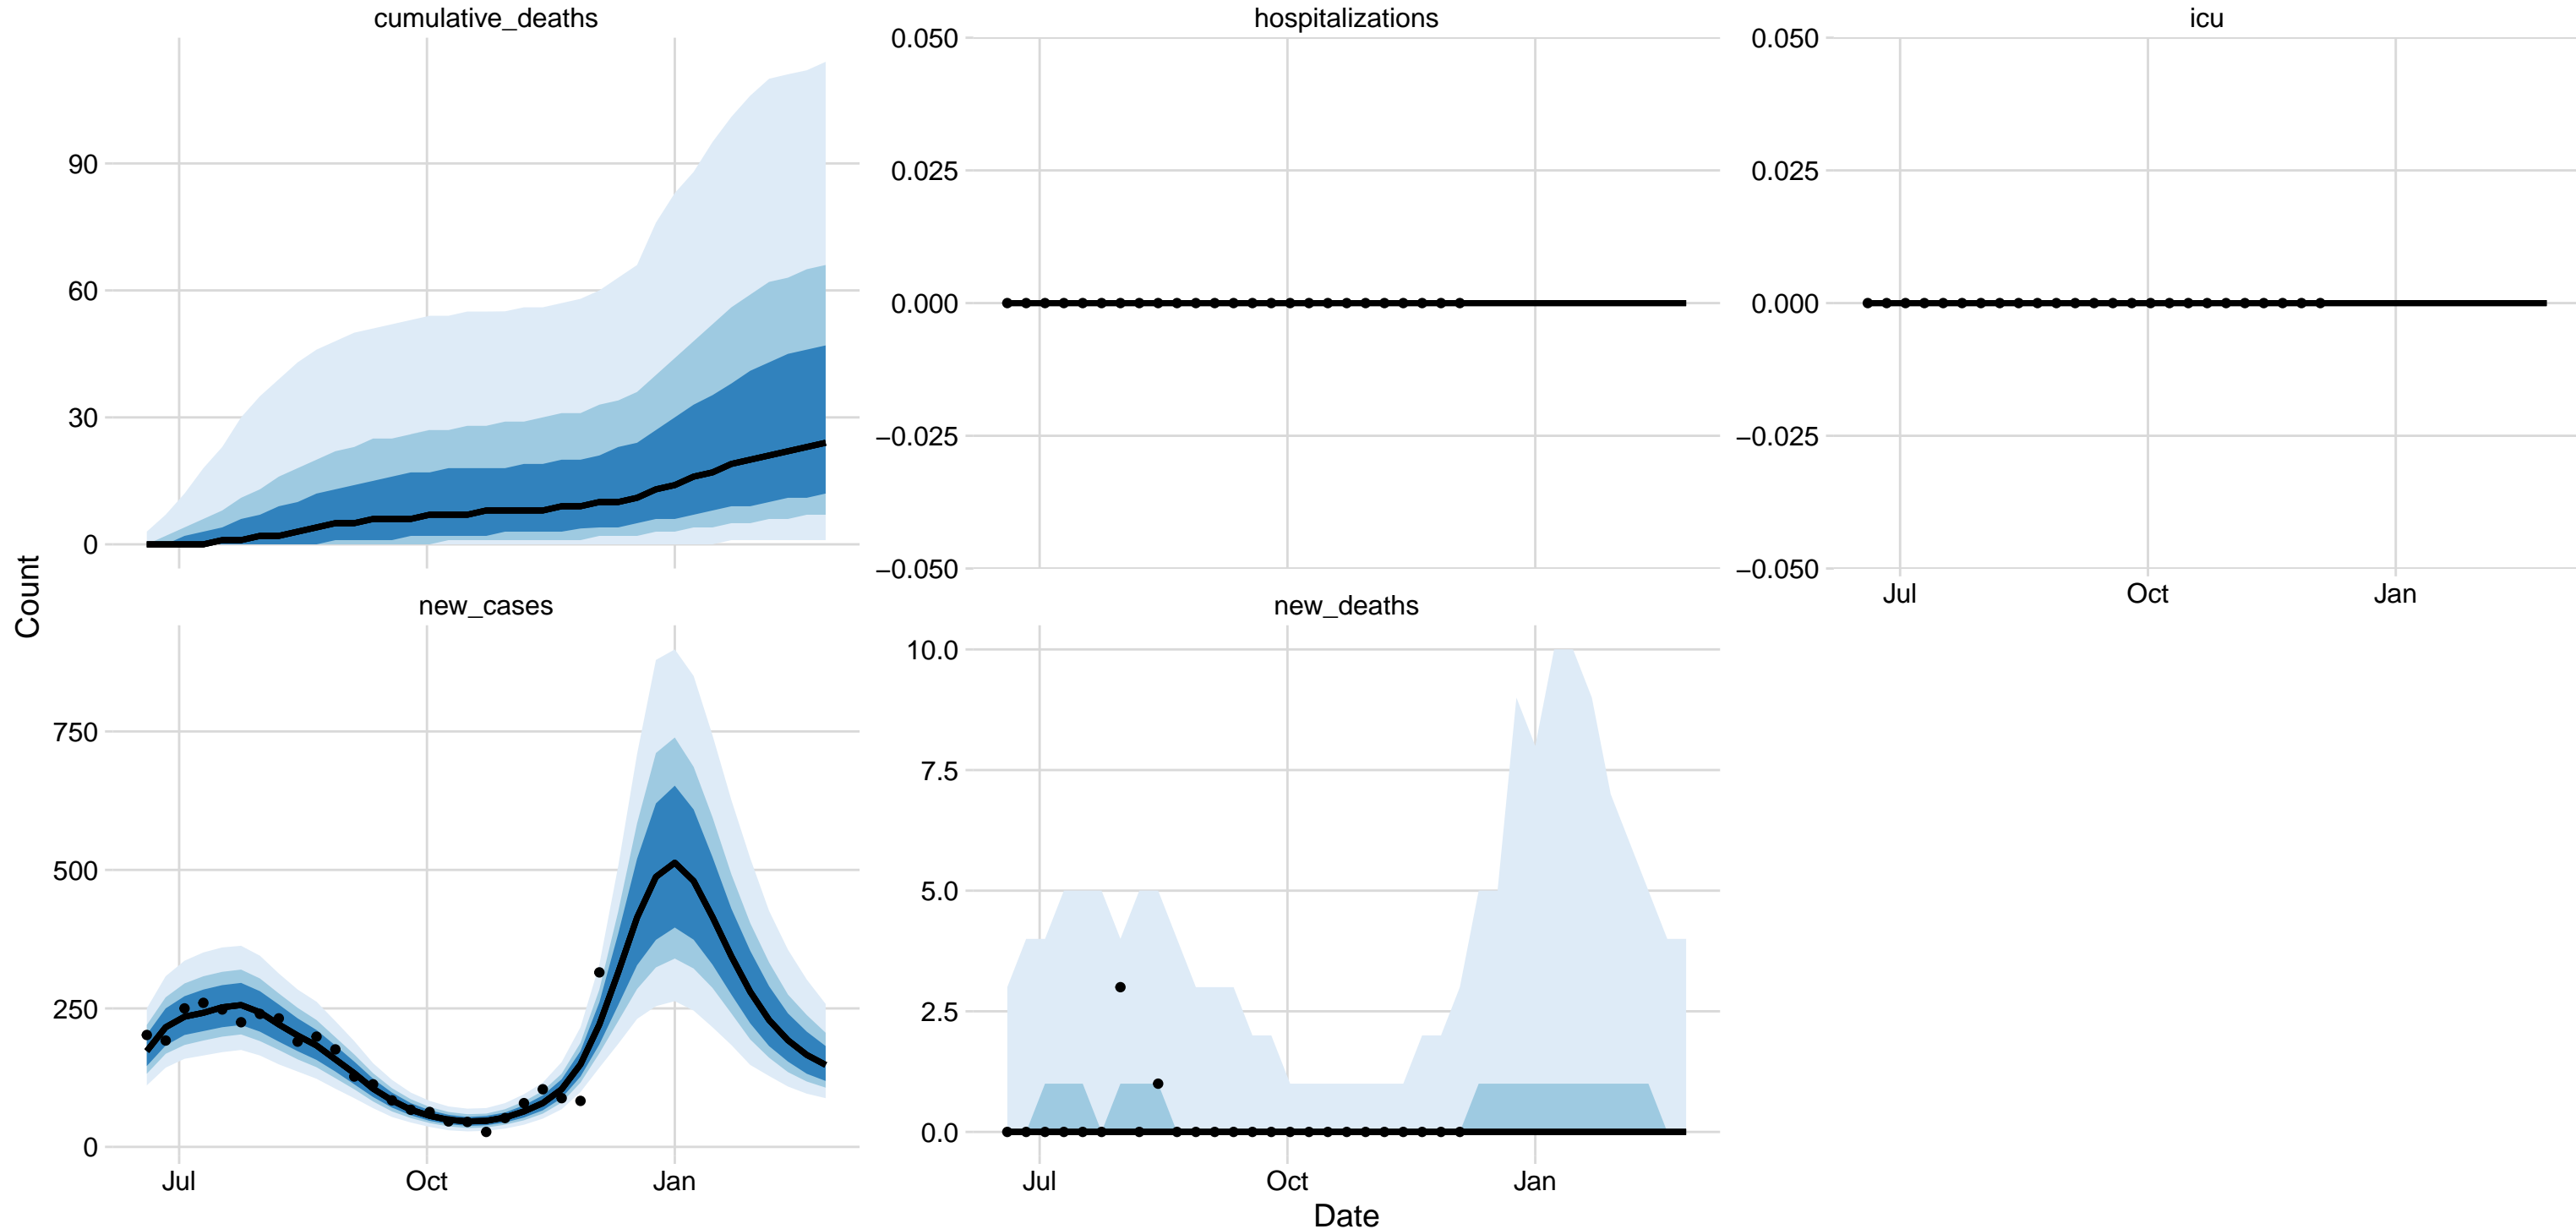 cumulative_deaths
hospitalizations
icu
90
60
30
0
0.050
0.025
0.000
−0.025
−0.050
0.050
0.025
0.000
−0.025
−0.050
Jul Oct Jan
Count
new_cases
new_deaths
750
500
250
0
Jul Oct Jan
10.0
7.5
5.0
2.5
0.0
Jul Oct Jan
Date